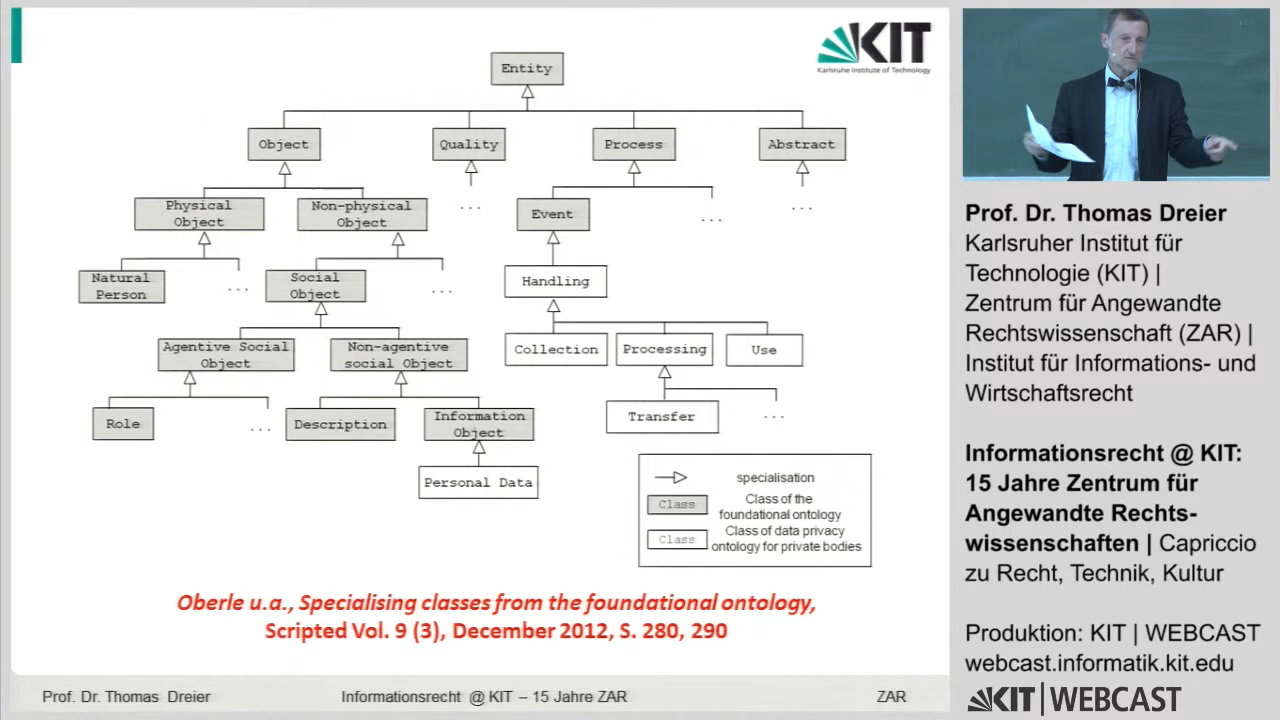 KIT
Karlsruhe Institute of Technology
Entity
Object
Quality
Process
Abstract
Physical
Object
Non-physical
Object
...
Event
...
...
Natural
Person
...
Social
Object
...
Handling
Agentive Social
Object
Non-agentive
social Object
Collection
Processing
Use
Role
...
Description
Information
Object
Transfer
...
Personal Data
specialisation
Class
Class of the
foundational ontology
Class
Class of data privacy
ontology for private bodies
Oberle u.a., Specialising classes from the foundational ontology,
Scripted Vol. 9 (3), December 2012, S. 280, 290
Prof. Dr. Thomas Dreier
Informationsrecht @ KIT – 15 Jahre ZAR
ZAR
Prof. Dr. Thomas Dreier
Karlsruher Institut für
Technologie (KIT) |
Zentrum für Angewandte
Rechtswissenschaft (ZAR) |
Institut für Informations- und
Wirtschaftsrecht
Informationsrecht @ KIT:
15 Jahre Zentrum für
Angewandte Rechts-
wissenschaften | Capriccio
zu Recht, Technik, Kultur
Produktion: KIT | WEBCAST
webcast.informatik.kit.edu
KIT | WEBCAST